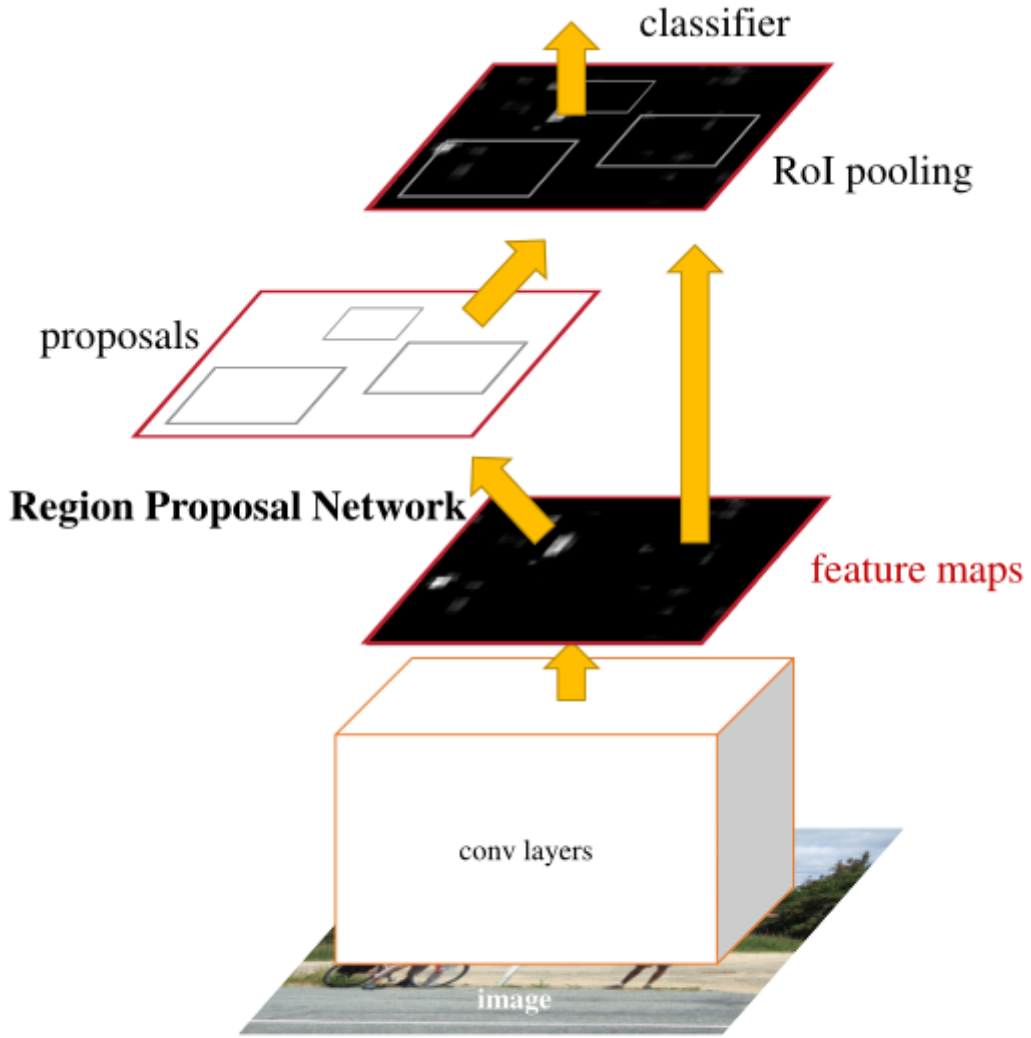 classifier
RoI pooling
proposals
Region Proposal Network
feature maps
conv layers
image